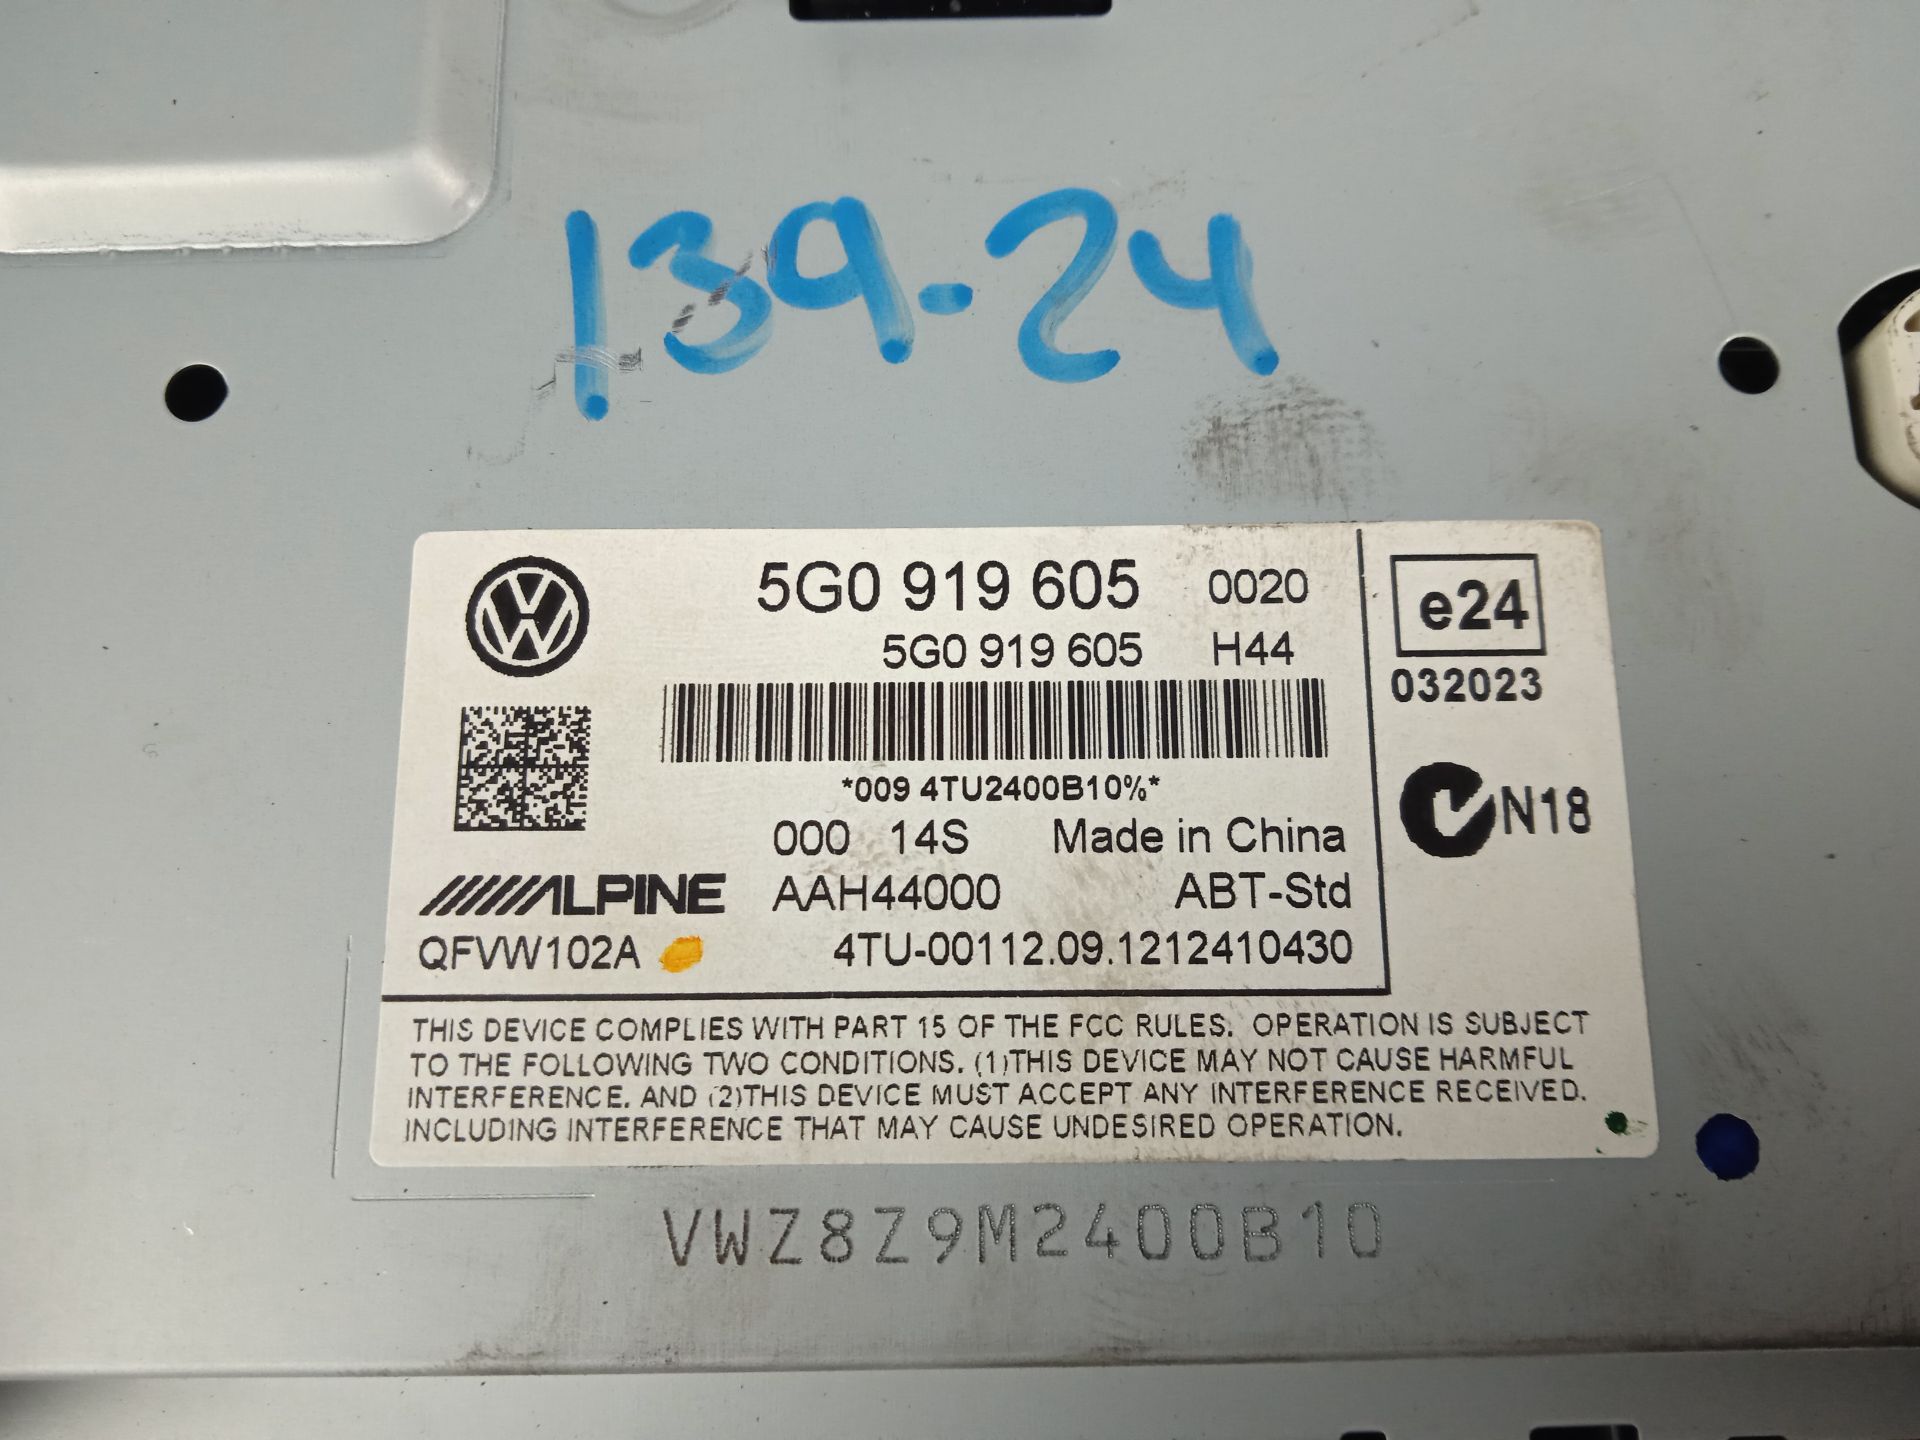 139-24
5G0 919 605 0020
5G0 919 605 H44
e24
032023
*009 4TU2400B10%*
N18
000 14S Made in China
ALPINE AAH44000 ABT-Std
QFVW102A 4TU-00112.09.1212410430
THIS DEVICE COMPLIES WITH PART 15 OF THE FCC RULES. OPERATION IS SUBJECT
TO THE FOLLOWING TWO CONDITIONS. (1)THIS DEVICE MAY NOT CAUSE HARMFUL
INTERFERENCE. AND (2)THIS DEVICE MUST ACCEPT ANY INTERFERENCE RECEIVED.
INCLUDING INTERFERENCE THAT MAY CAUSE UNDESIRED OPERATION.
VWZ8Z9M2400B10